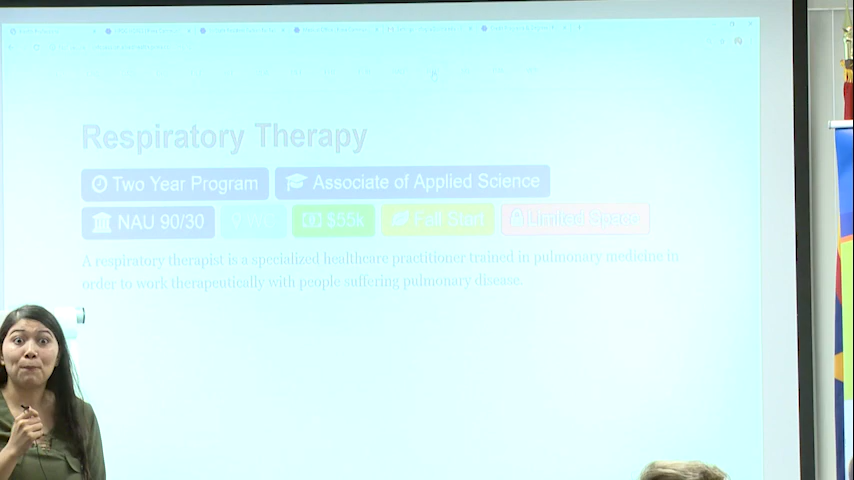 Respiratory Therapy
Two Year Program Associate of Applied Science
NAU 90/30 $55k Fall Start Limited Space
A respiratory therapist is a specialized healthcare practitioner trained in pulmonary medicine in
order to work therapeutically with people suffering pulmonary disease.